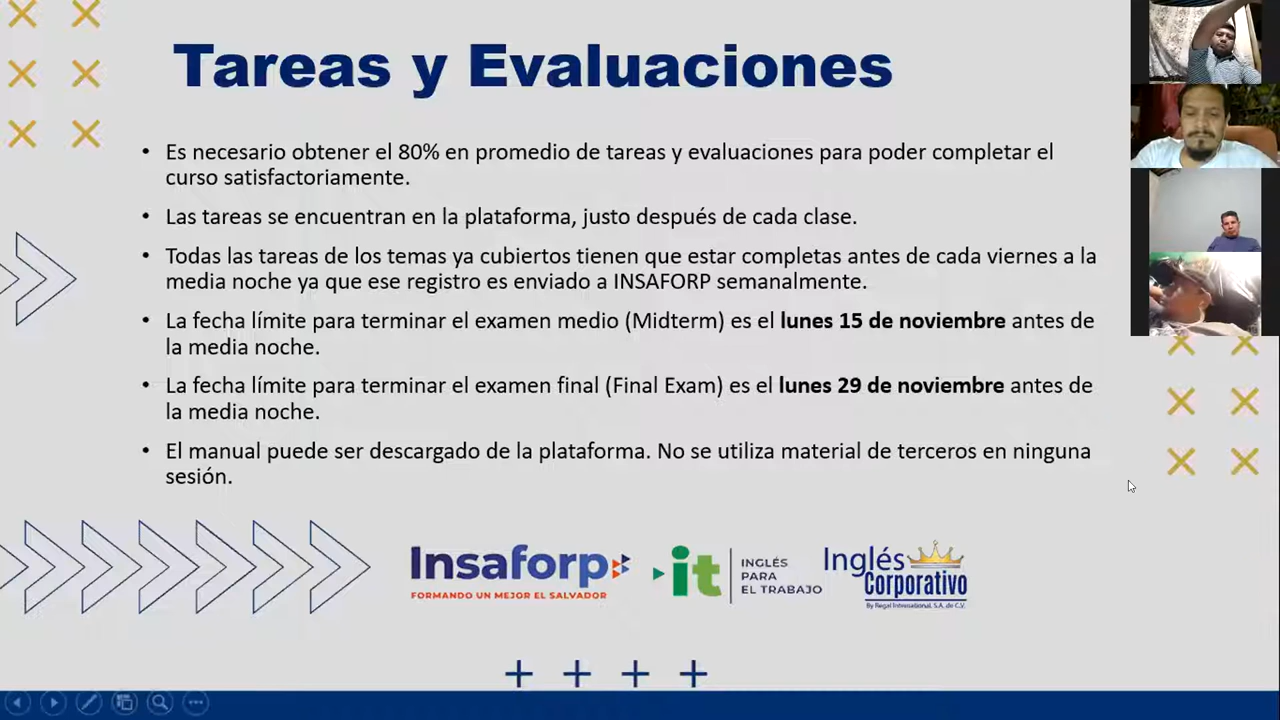 Tareas y Evaluaciones
• Es necesario obtener el 80% en promedio de tareas y evaluaciones para poder completar el
curso satisfactoriamente.
• Las tareas se encuentran en la plataforma, justo después de cada clase.
• Todas las tareas de los temas ya cubiertos tienen que estar completas antes de cada viernes a la
media noche ya que ese registro es enviado a INSAFORP semanalmente.
• La fecha límite para terminar el examen medio (Midterm) es el lunes 15 de noviembre antes de
la media noche.
• La fecha límite para terminar el examen final (Final Exam) es el lunes 29 de noviembre antes de
la media noche.
• El manual puede ser descargado de la plataforma. No se utiliza material de terceros en ninguna
sesión.
Insaforp
FORMANDO UN MEJOR EL SALVADOR
it
INGLÉS
PARA
EL TRABAJO
Inglés
Corporativo
By Regal International, S.A. de C.V.